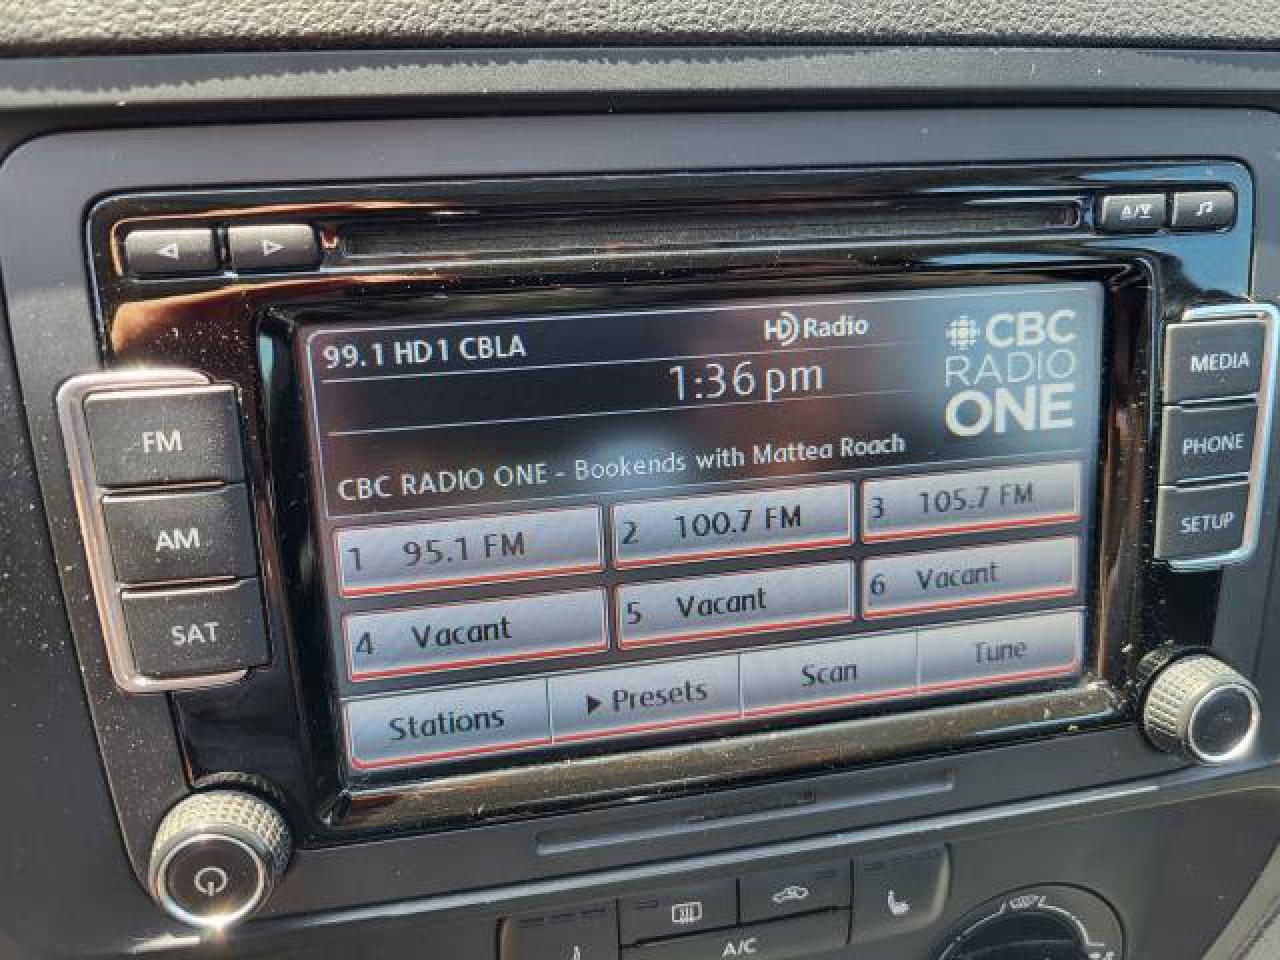 99.1 HD1 CBLA
HD Radio
1:36 pm
CBC
RADIO
ONE
CBC RADIO ONE - Bookends with Mattea Roach
1 95.1 FM
2 100.7 FM
3 105.7 FM
4 Vacant
5 Vacant
6 Vacant
Stations
Presets
Scan
Tune
FM
AM
SAT
MEDIA
PHONE
SETUP
A/C